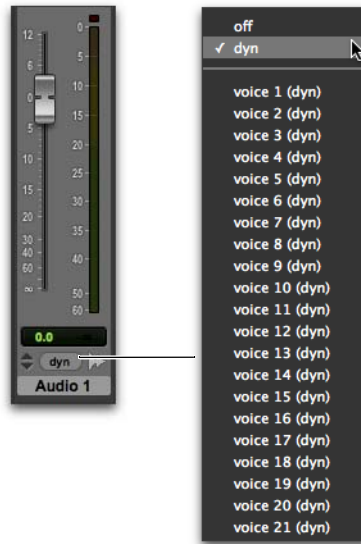 12
6
0
5
10
15
20
30
40
60
∞
0
5
10
15
20
25
30
35
40
50
60
0.0
dyn
Audio 1
off
✓ dyn
voice 1 (dyn)
voice 2 (dyn)
voice 3 (dyn)
voice 4 (dyn)
voice 5 (dyn)
voice 6 (dyn)
voice 7 (dyn)
voice 8 (dyn)
voice 9 (dyn)
voice 10 (dyn)
voice 11 (dyn)
voice 12 (dyn)
voice 13 (dyn)
voice 14 (dyn)
voice 15 (dyn)
voice 16 (dyn)
voice 17 (dyn)
voice 18 (dyn)
voice 19 (dyn)
voice 20 (dyn)
voice 21 (dyn)